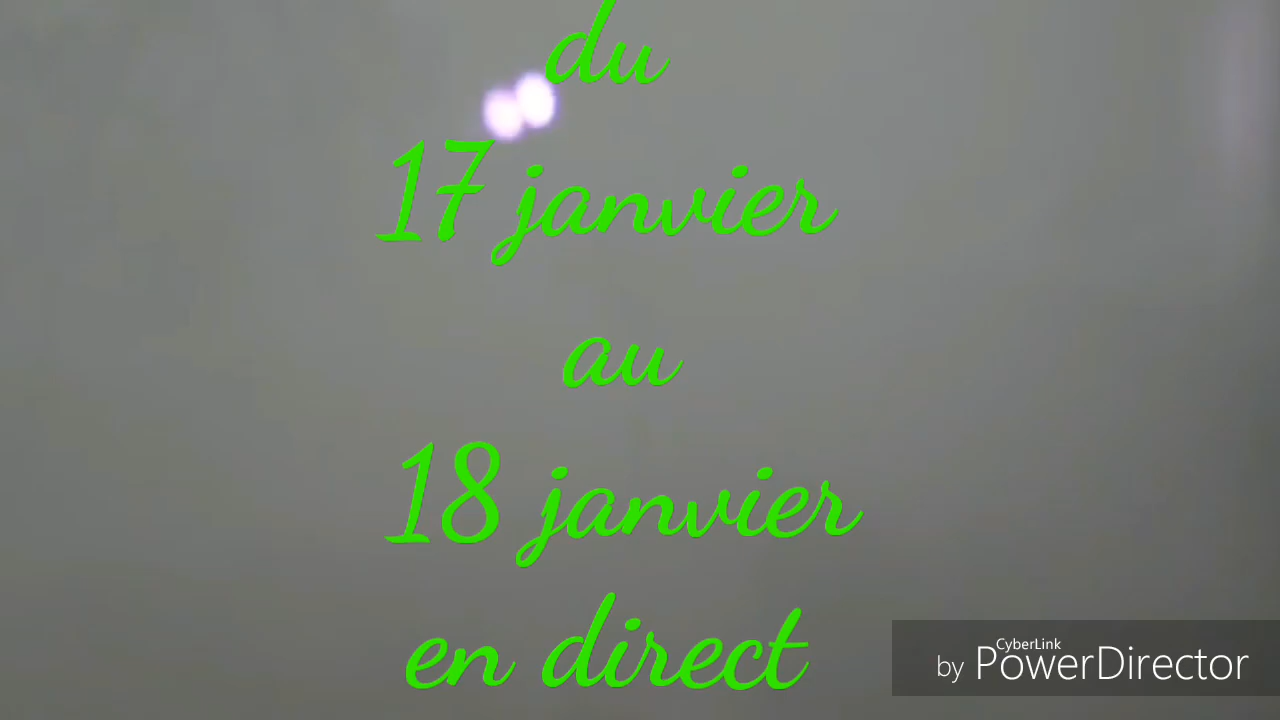 du
17 janvier
au
18 janvier
en direct
CyberLink
by PowerDirector